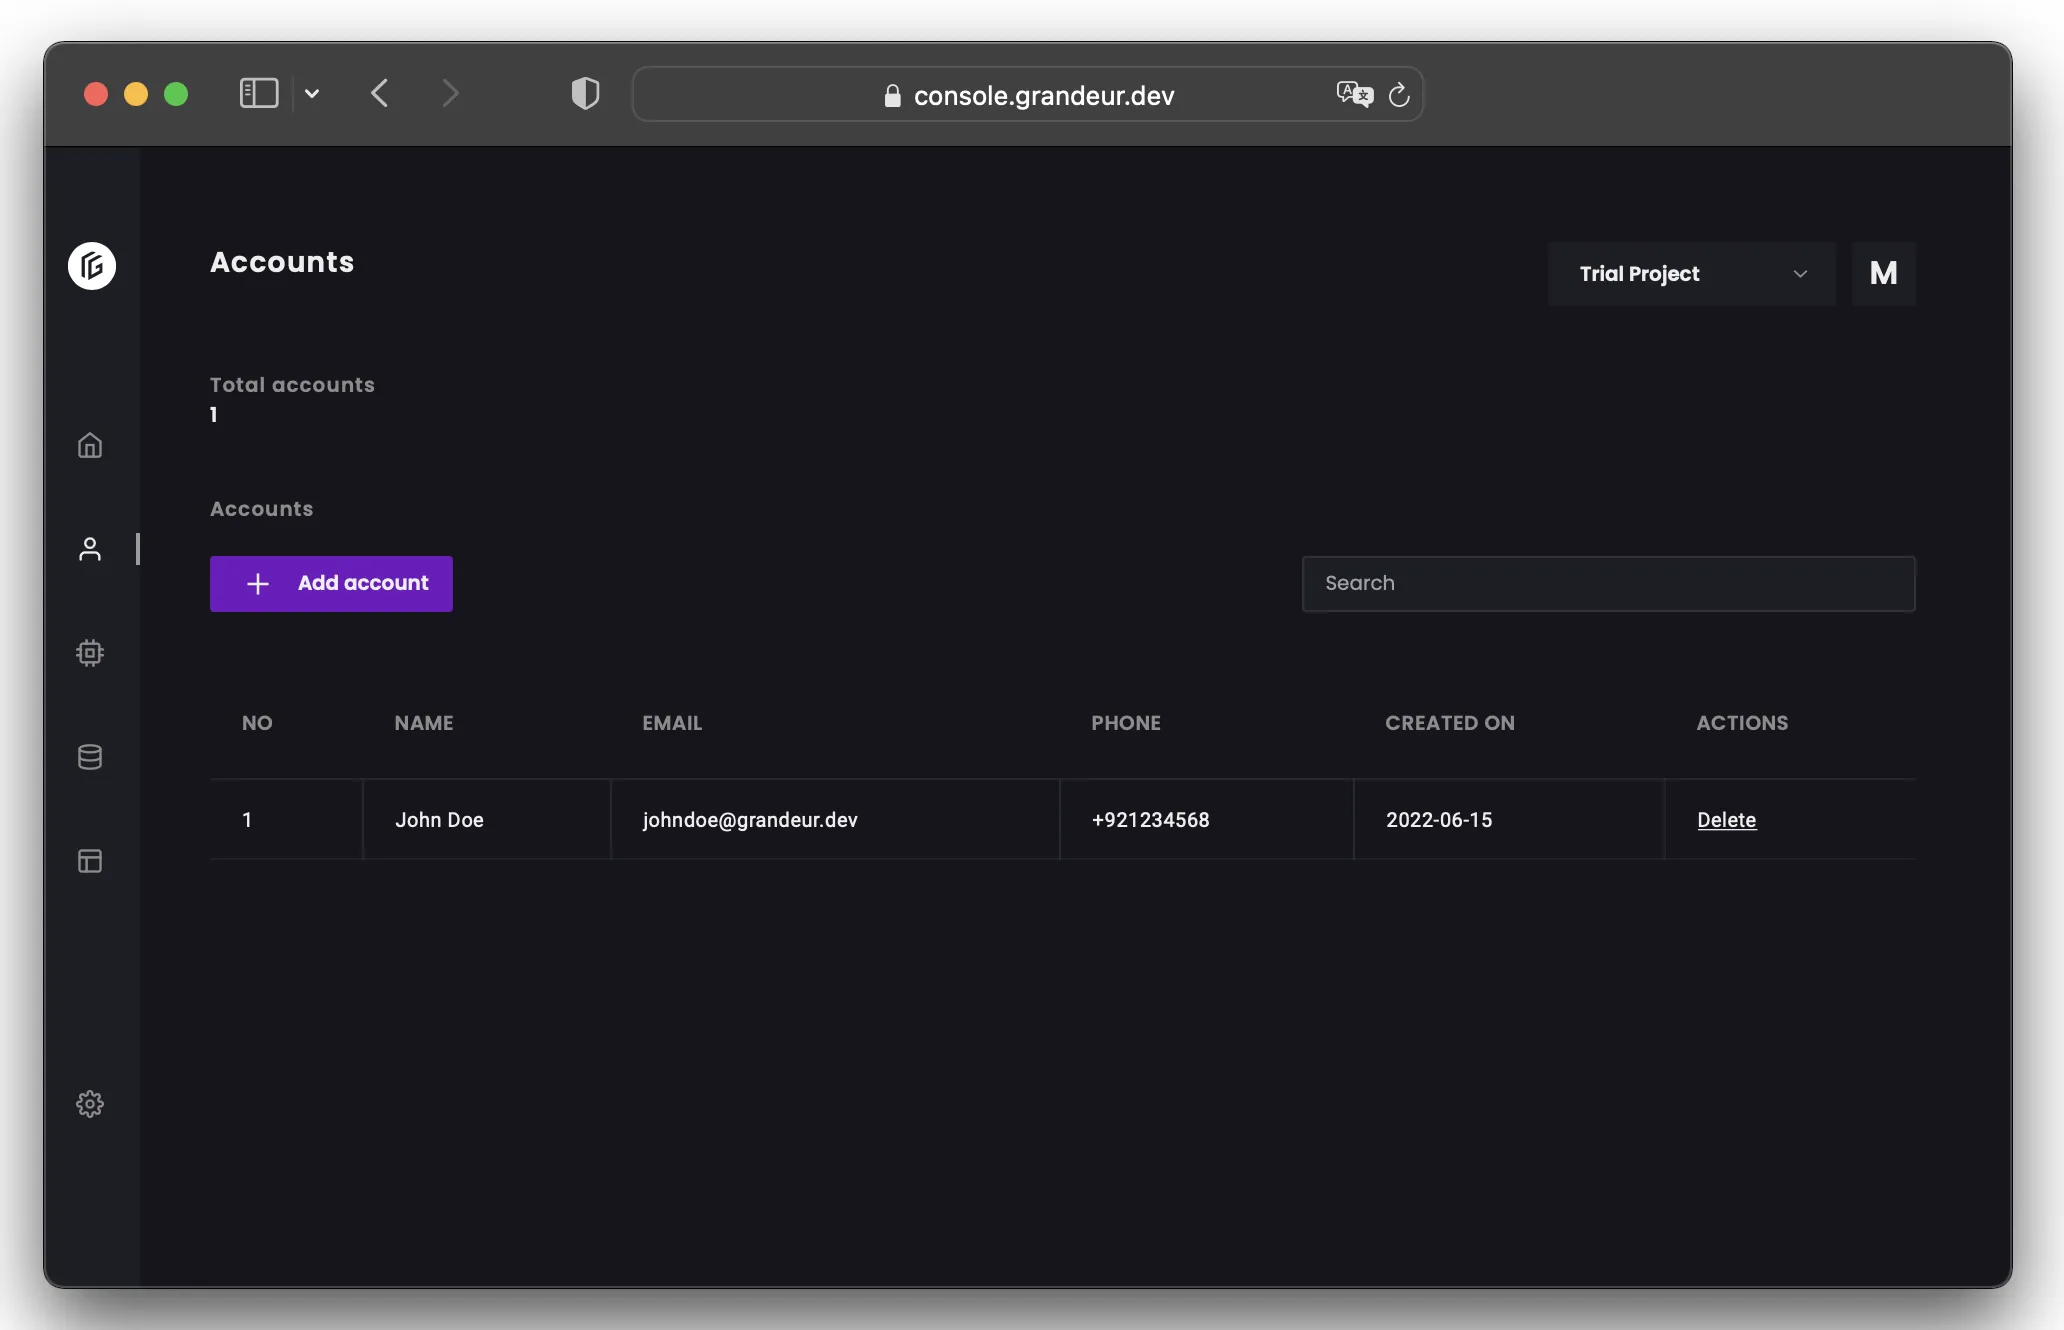 console.grandeur.dev
Accounts
Trial Project
M
Total accounts
1
Accounts
Add account
Search
NO NAME EMAIL PHONE CREATED ON ACTIONS
1 John Doe johndoe@grandeur.dev +921234568 2022-06-15 Delete